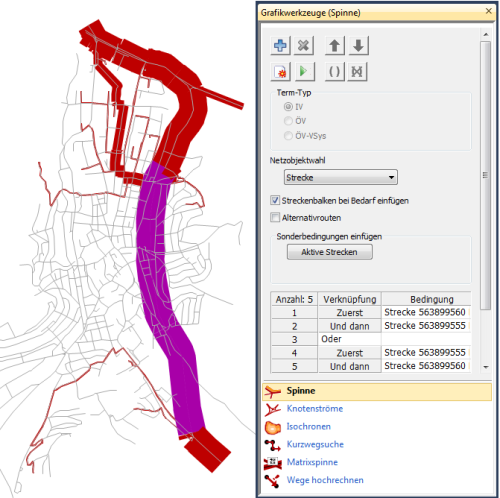 Grafikwerkzeuge (Spinne)
Term-Typ
IV
ÖV
ÖV-VSys
Netzobjektwahl
Strecke
Streckenbalken bei Bedarf einfügen
Alternativrouten
Sonderbedingungen einfügen
Aktive Strecken
Anzahl: 5 Verknüpfung Bedingung
1 Zuerst Strecke 563899560
2 Und dann Strecke 563899555
3 Oder
4 Zuerst Strecke 563899555
5 Und dann Strecke 563899560
Spinne
Knotenströme
Isochronen
Kurzwegsuche
Matrixspinne
Wege hochrechnen